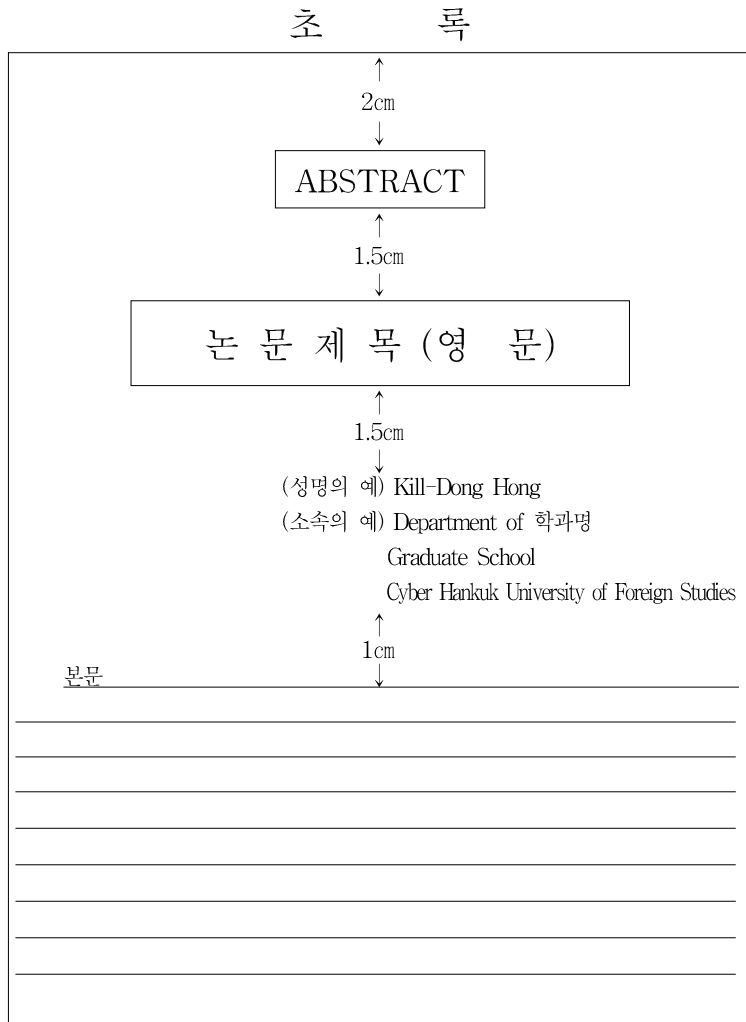 초 록
2㎝
ABSTRACT
1.5㎝
논 문 제 목 (영 문)
1.5㎝
(성명의 예) Kill-Dong Hong
(소속의 예) Department of 학과명
Graduate School
Cyber Hankuk University of Foreign Studies
1㎝
본문